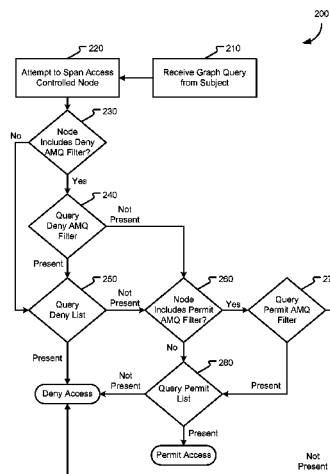 200
220
210
Attempt to Span Access
Controlled Node
Receive Graph Query
from Subject
230
No
Node
Includes Deny
AMQ Filter?
Yes
240
Query
Deny AMQ
Filter
Not
Present
Present
250
260
27
Query
Deny List
Not
Present
Node
Includes Permit
AMQ Filter?
Yes
Query
Permit AMQ
Filter
Present
No
280
Not
Present
Present
Deny Access
Query Permit
List
Present
Permit Access
Not
Present